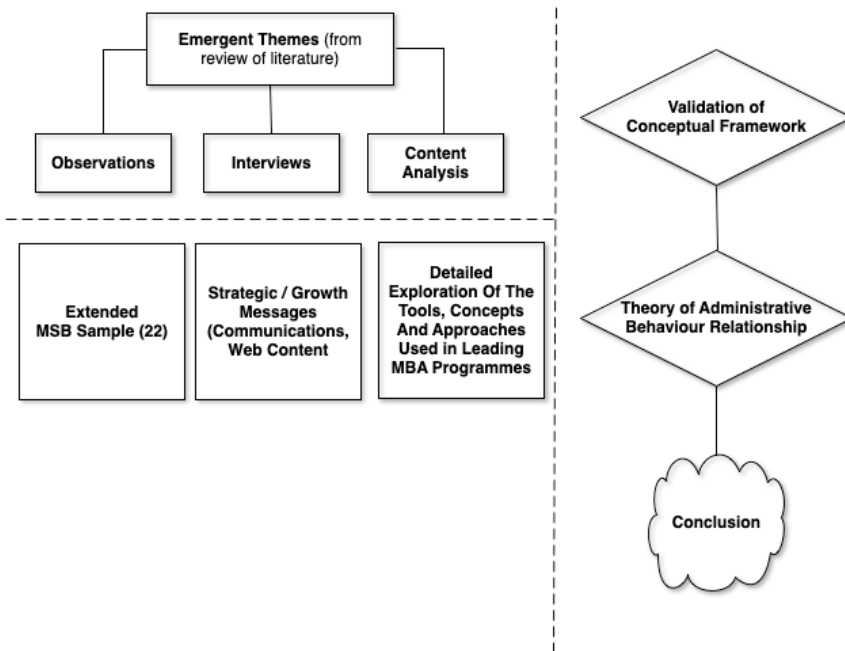 Emergent Themes (from
review of literature)
Observations
Interviews
Content
Analysis
Extended
MSB Sample (22)
Strategic / Growth
Messages
(Communications,
Web Content
Detailed
Exploration Of The
Tools, Concepts
And Approaches
Used in Leading
MBA Programmes
Validation of
Conceptual Framework
Theory of Administrative
Behaviour Relationship
Conclusion